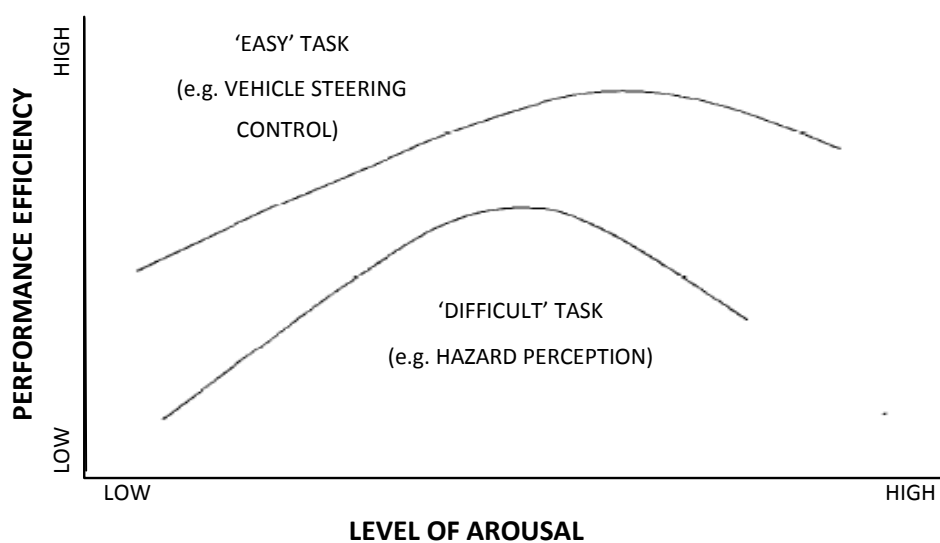 HIGH
‘EASY’ TASK
(e.g. VEHICLE STEERING
CONTROL)
PERFORMANCE EFFICIENCY
‘DIFFICULT’ TASK
(e.g. HAZARD PERCEPTION)
LOW
LOW
HIGH
LEVEL OF AROUSAL